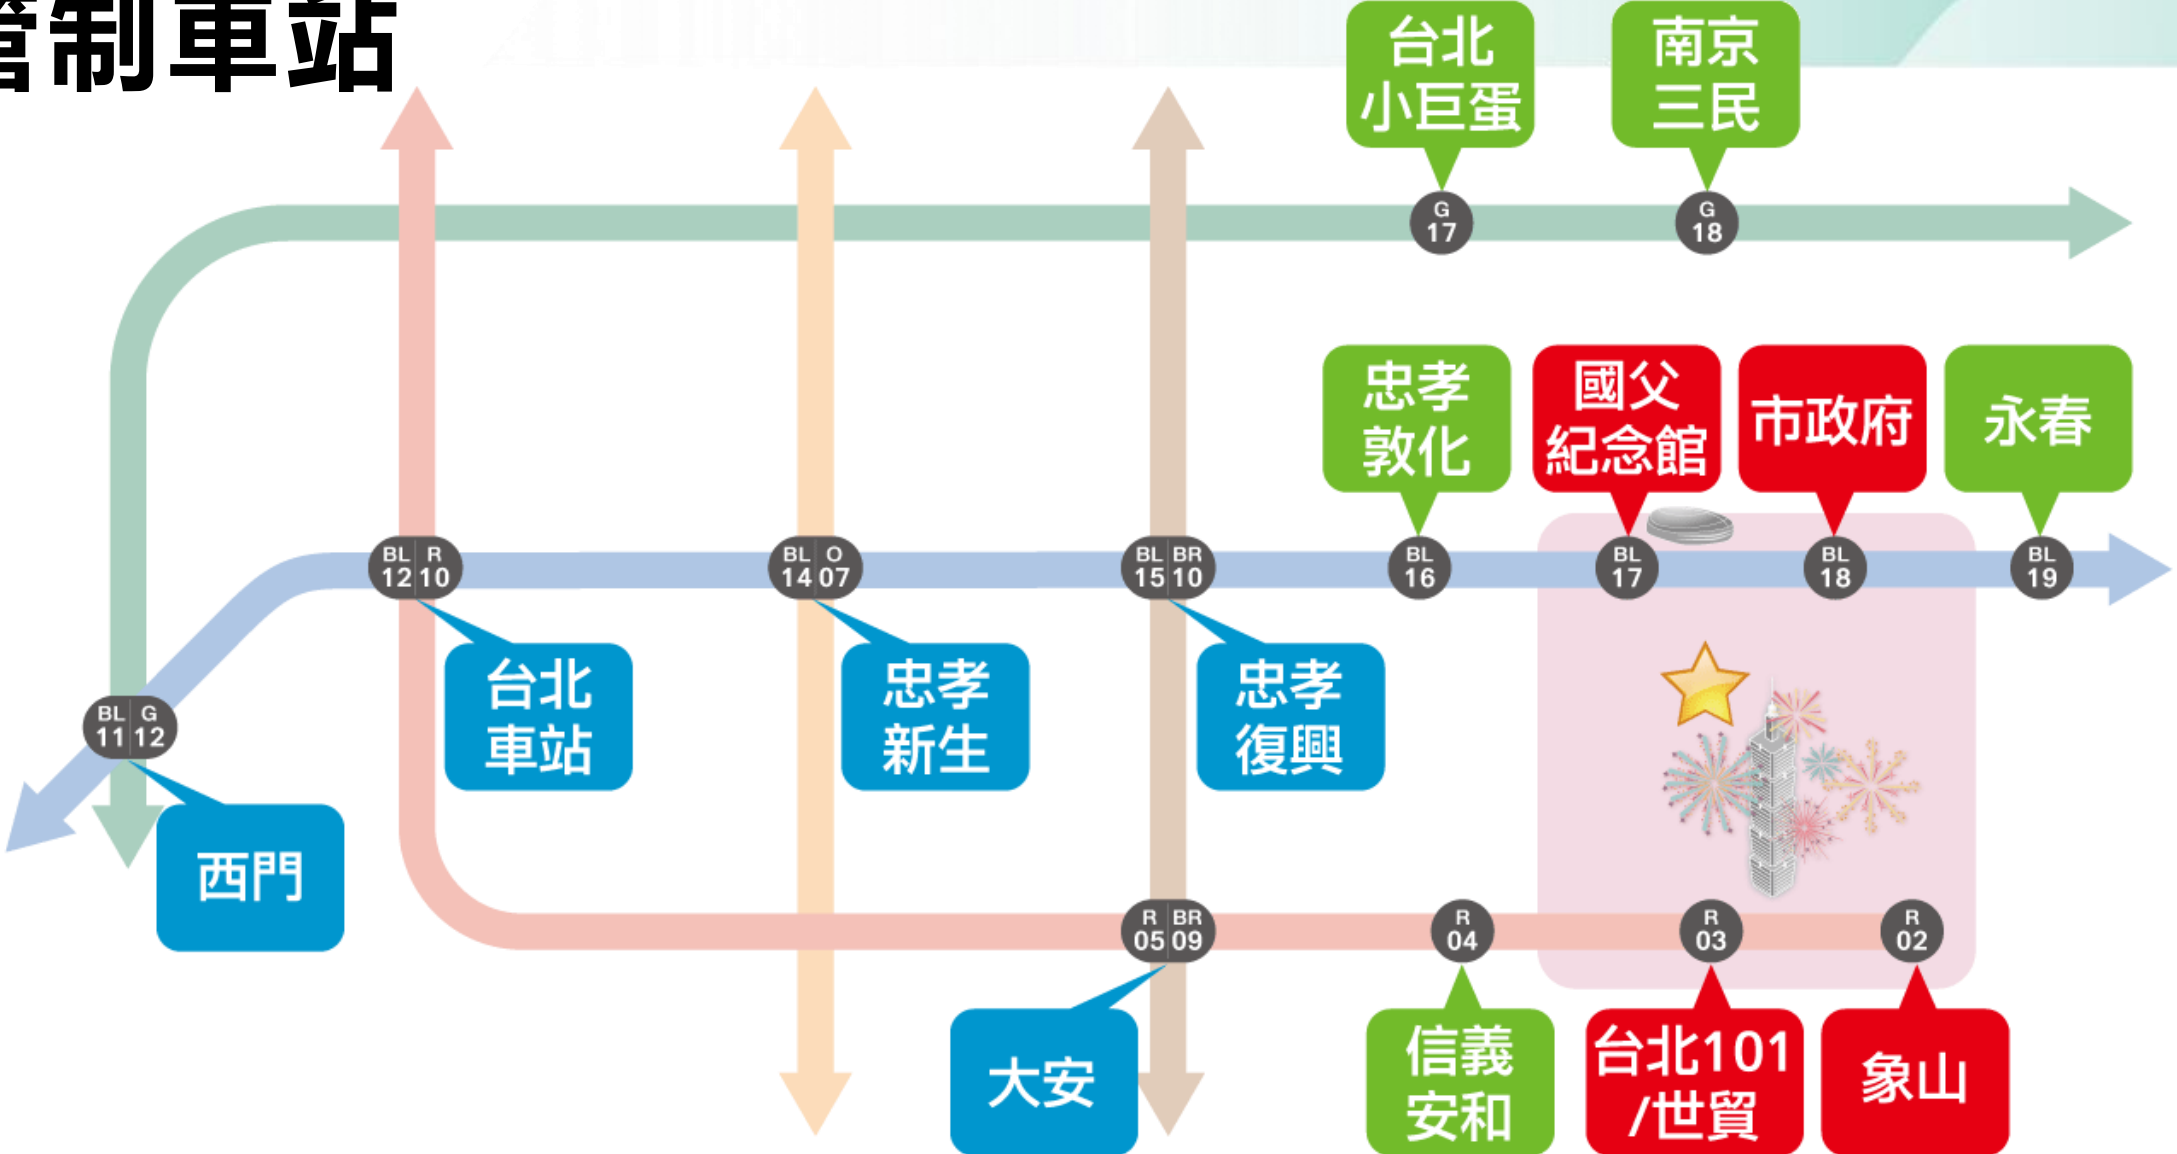 管制車站
台北
小巨蛋
南京
三民
G
17
G
18
忠孝
敦化
國父
紀念館
市政府
永春
BL R
12 10
BL O
14 07
BL BR
15 10
BL
16
BL
17
BL
18
BL
19
台北
車站
忠孝
新生
忠孝
復興
BL G
11 12
西門
R BR
05 09
R
04
R
03
R
02
大安
信義
安和
台北101
/世貿
象山